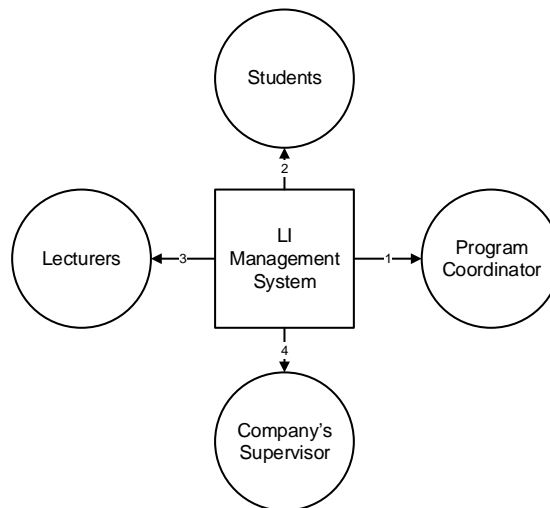 Students
2
LI
Management
System
Lecturers
3
1
Program
Coordinator
4
Company's
Supervisor